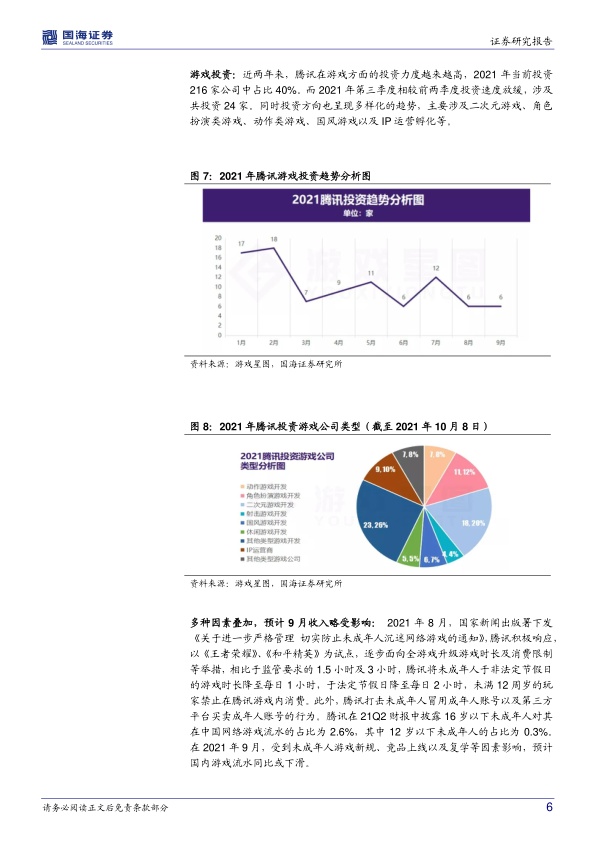 国海证券
SEALAND SECURITIES
证券研究报告
游戏投资：近两年来，腾讯在游戏方面的投资力度越来越高，2021 年当前投资
216 家公司中占比 40%。而 2021 年第三季度相较前两季度投资速度放缓，涉及
共投资 24 家。同时投资方向也呈现多样化的趋势，主要涉及二次元游戏、角色
扮演类游戏、动作类游戏、国风游戏以及 IP 运营孵化等。
图 7：2021 年腾讯游戏投资趋势分析图
2021腾讯投资趋势分析图
单位：家
20
18
16
14
12
10
8
6
4
2
0
17
18
7
9
11
6
12
6
6
1月
2月
3月
4月
5月
6月
7月
8月
9月
游戏星图
资料来源：游戏星图，国海证券研究所
图 8：2021 年腾讯投资游戏公司类型（截至 2021 年 10 月 8 日）
2021腾讯投资游戏公司
类型分析图
动作游戏开发
角色扮演游戏开发
二次元游戏开发
射击游戏开发
国风游戏开发
休闲游戏开发
其他类型游戏开发
IP运营商
其他类型游戏公司
7, 8%
7, 8%
11, 12%
9, 10%
18, 20%
23, 26%
4, 4%
5, 5%
6, 7%
资料来源：游戏星图，国海证券研究所
多种因素叠加，预计 9 月收入略受影响： 2021 年 8 月，国家新闻出版署下发
《关于进一步严格管理 切实防止未成年人沉迷网络游戏的通知》，腾讯积极响应，
以《王者荣耀》、《和平精英》为试点，逐步面向全游戏升级游戏时长及消费限制
等举措，相比于监管要求的 1.5 小时及 3 小时，腾讯将未成年人于非法定节假日
的游戏时长降至每日 1 小时，于法定节假日降至每日 2 小时，未满 12 周岁的玩
家禁止在腾讯游戏内消费。此外，腾讯打击未成年人冒用成年人账号以及第三方
平台买卖成年人账号的行为。腾讯在 21Q2 财报中披露 16 岁以下未成年人对其
在中国网络游戏流水的占比为 2.6%，其中 12 岁以下未成年人的占比为 0.3%。
在 2021 年 9 月，受到未成年人游戏新规、竞品上线以及复学等因素影响，预计
国内游戏流水同比或下滑。
请务必阅读正文后免责条款部分
6